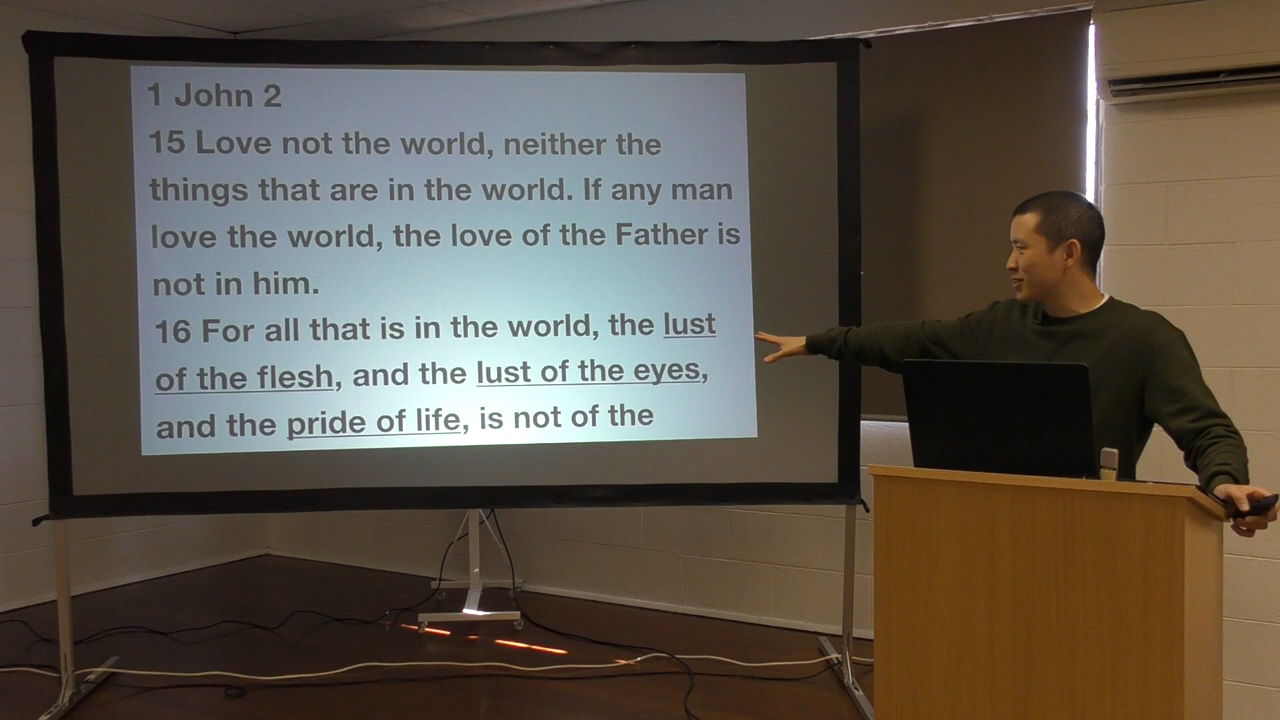 1 John 2
15 Love not the world, neither the
things that are in the world. If any man
love the world, the love of the Father is
not in him.
16 For all that is in the world, the lust
of the flesh, and the lust of the eyes,
and the pride of life, is not of the